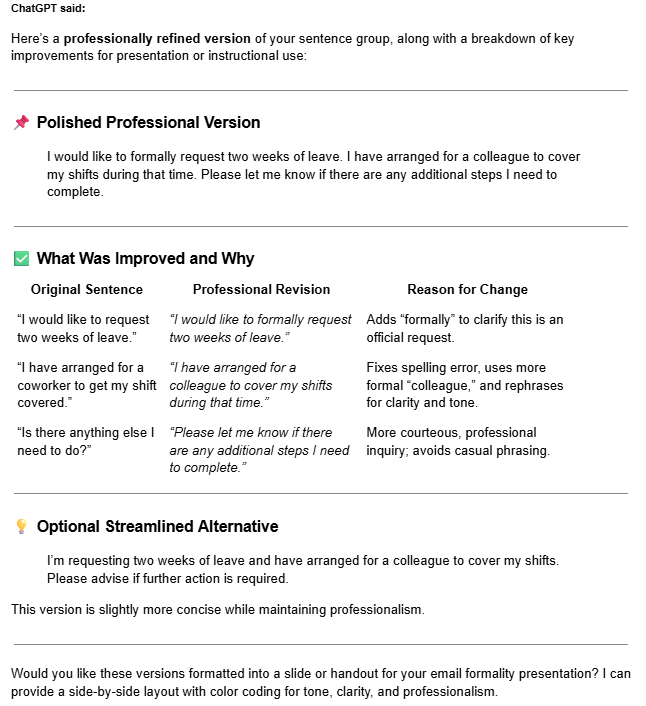 ChatGPT said:
Here's a professionally refined version of your sentence group, along with a breakdown of key
improvements for presentation or instructional use:
📌 Polished Professional Version
I would like to formally request two weeks of leave. I have arranged for a colleague to cover
my shifts during that time. Please let me know if there are any additional steps I need to
complete.
✅ What Was Improved and Why
Original Sentence Professional Revision Reason for Change
“I would like to request “I would like to formally request Adds “formally” to clarify this is an
two weeks of leave.” two weeks of leave.” official request.
“I have arranged for a “I have arranged for a Fixes spelling error, uses more
coworker to get my shift colleague to cover my shifts formal “colleague,” and rephrases
covered.” during that time.” for clarity and tone.
“Is there anything else I “Please let me know if there More courteous, professional
need to do?” are any additional steps I need inquiry; avoids casual phrasing.
to complete.”
💡 Optional Streamlined Alternative
I’m requesting two weeks of leave and have arranged for a colleague to cover my shifts.
Please advise if further action is required.
This version is slightly more concise while maintaining professionalism.
Would you like these versions formatted into a slide or handout for your email formality presentation? I can
provide a side-by-side layout with color coding for tone, clarity, and professionalism.